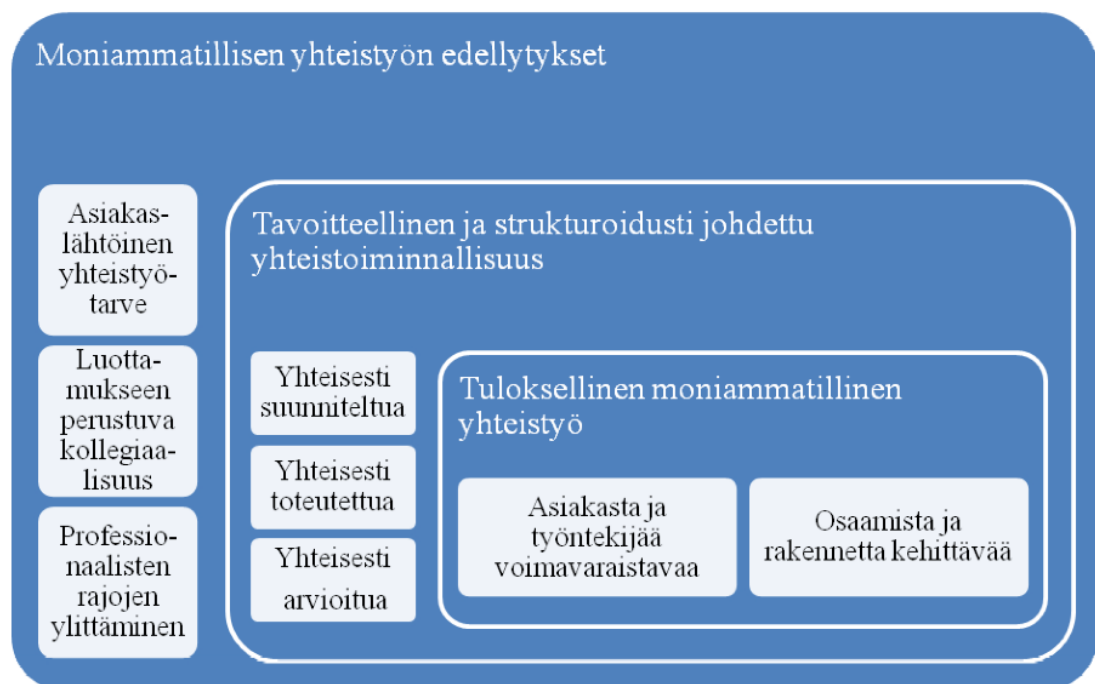 Moniammatillisen yhteistyön edellytykset
Asiakas-
lähtöinen
yhteistyö-
tarve
Luotta-
mukseen
perustuva
kollegiaa-
lisuus
Professio-
naalisten
rajojen
ylittäminen
Tavoitteellinen ja strukturoidusti johdettu
yhteistoiminnallisuus
Yhteisesti
suunniteltua
Yhteisesti
toteutettua
Yhteisesti
arvioitua
Tuloksellinen moniammatillinen
yhteistyö
Asiakasta ja
työntekijää
voimavaraistavaa
Osaamista ja
rakennetta kehittävää